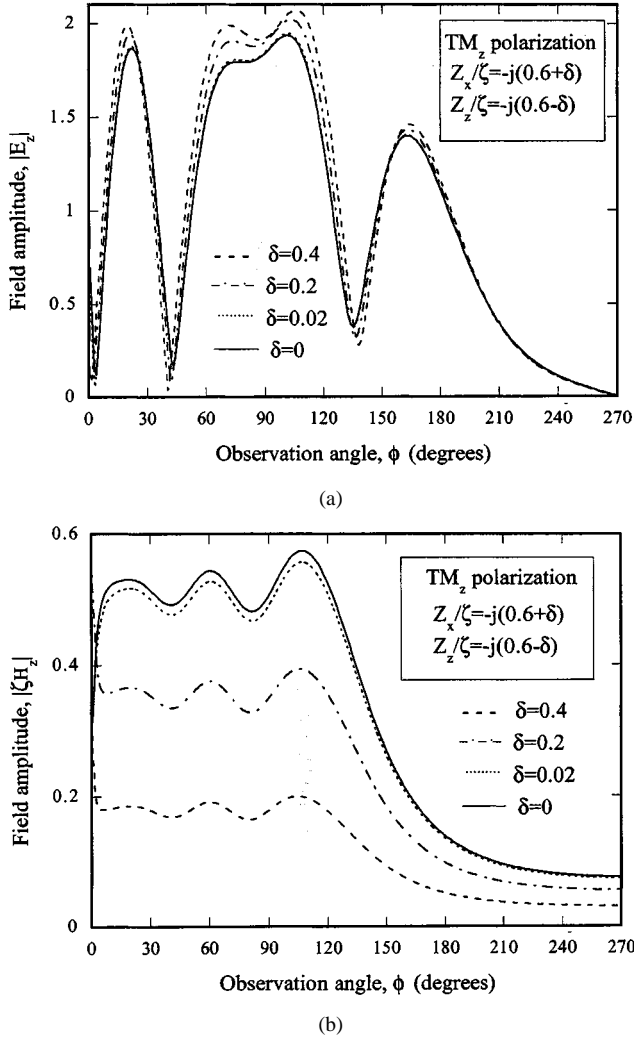 2
1.5
1
0.5
0
Field amplitude, |E_z|
TM_z polarization
Z_x/ζ=-j(0.6+δ)
Z_z/ζ=-j(0.6-δ)
δ=0.4
δ=0.2
δ=0.02
δ=0
0 30 60 90 120 150 180 210 240 270
Observation angle, ϕ (degrees)
(a)
0.6
0.4
0.2
0
Field amplitude, |ζH_z|
TM_z polarization
Z_x/ζ=-j(0.6+δ)
Z_z/ζ=-j(0.6-δ)
δ=0.4
δ=0.2
δ=0.02
δ=0
0 30 60 90 120 150 180 210 240 270
Observation angle, ϕ (degrees)
(b)